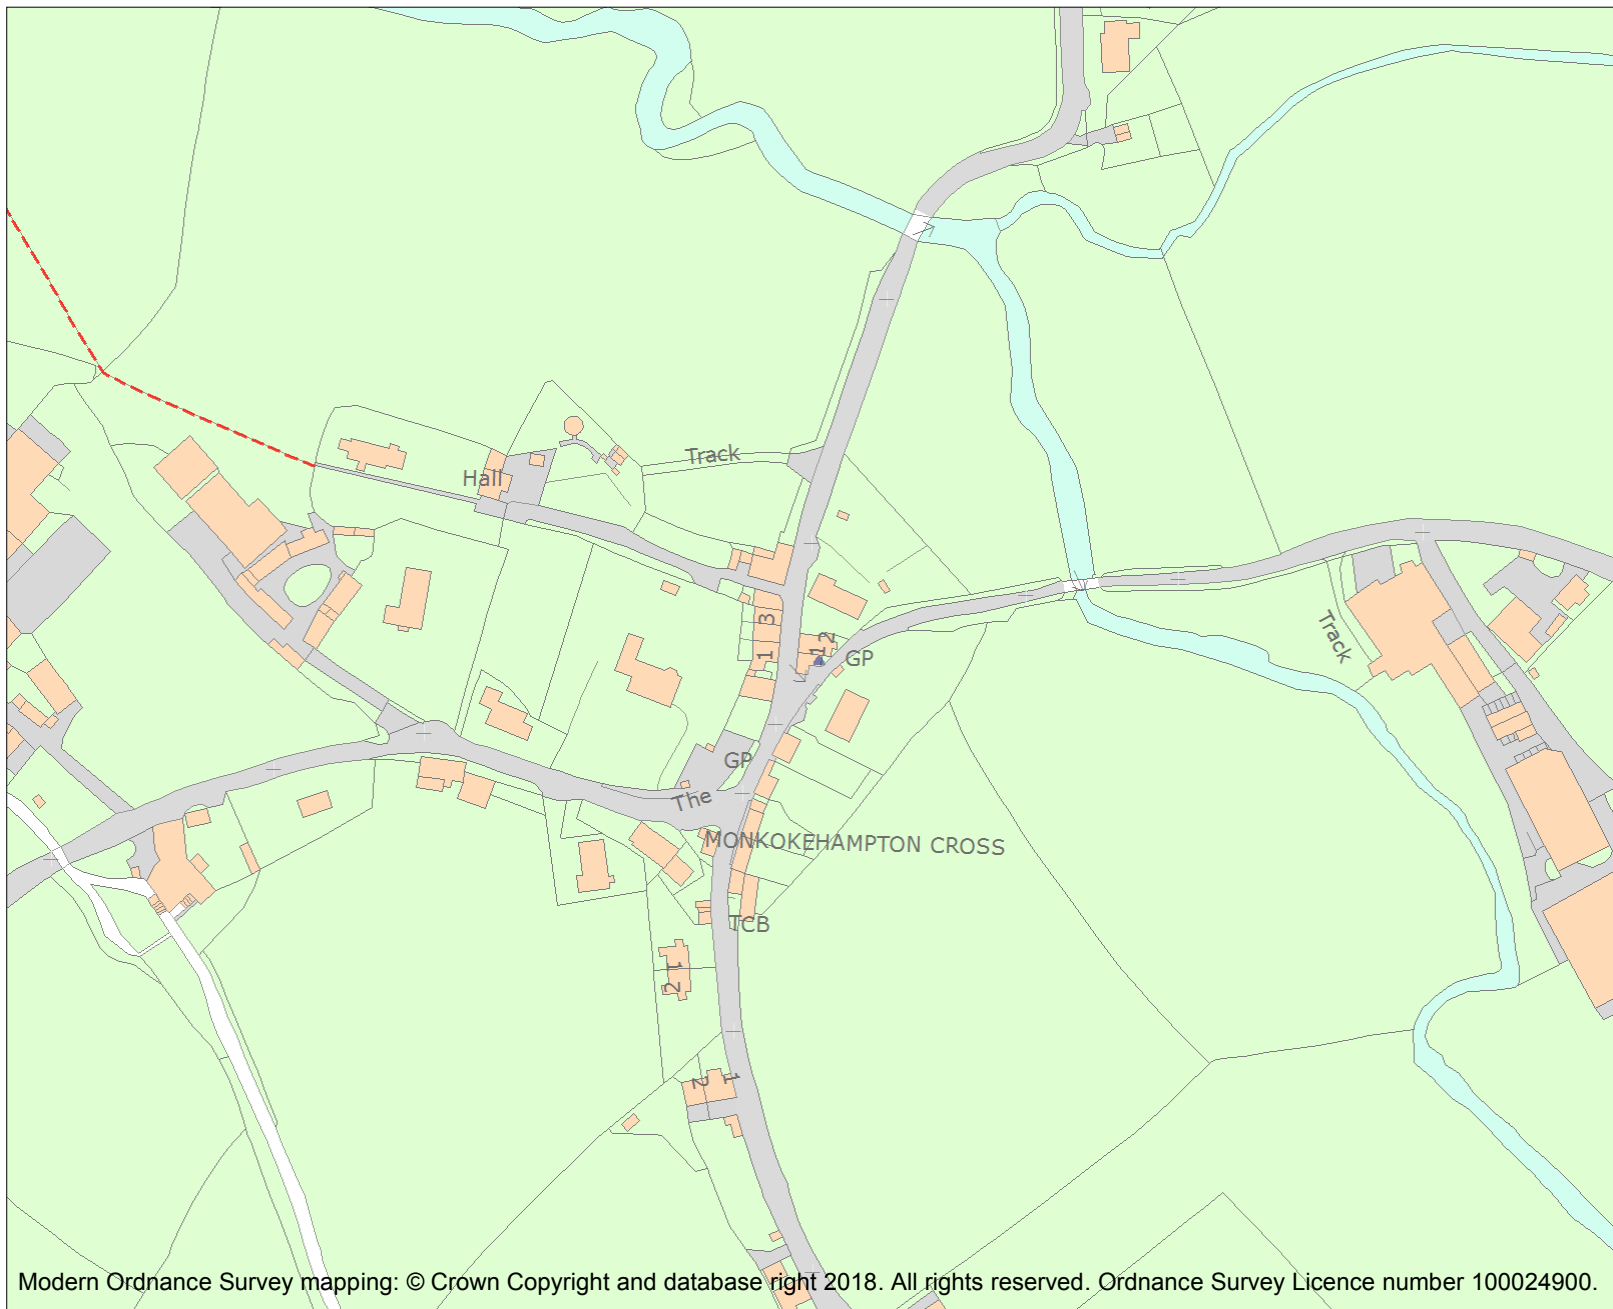 Track
Hall
3
1
1 2
GP
Track
GP
The
MONKOKEHAMPTON CROSS
TCB
1
2
2
1
Modern Ordnance Survey mapping: © Crown Copyright and database right 2018. All rights reserved. Ordnance Survey Licence number 100024900.